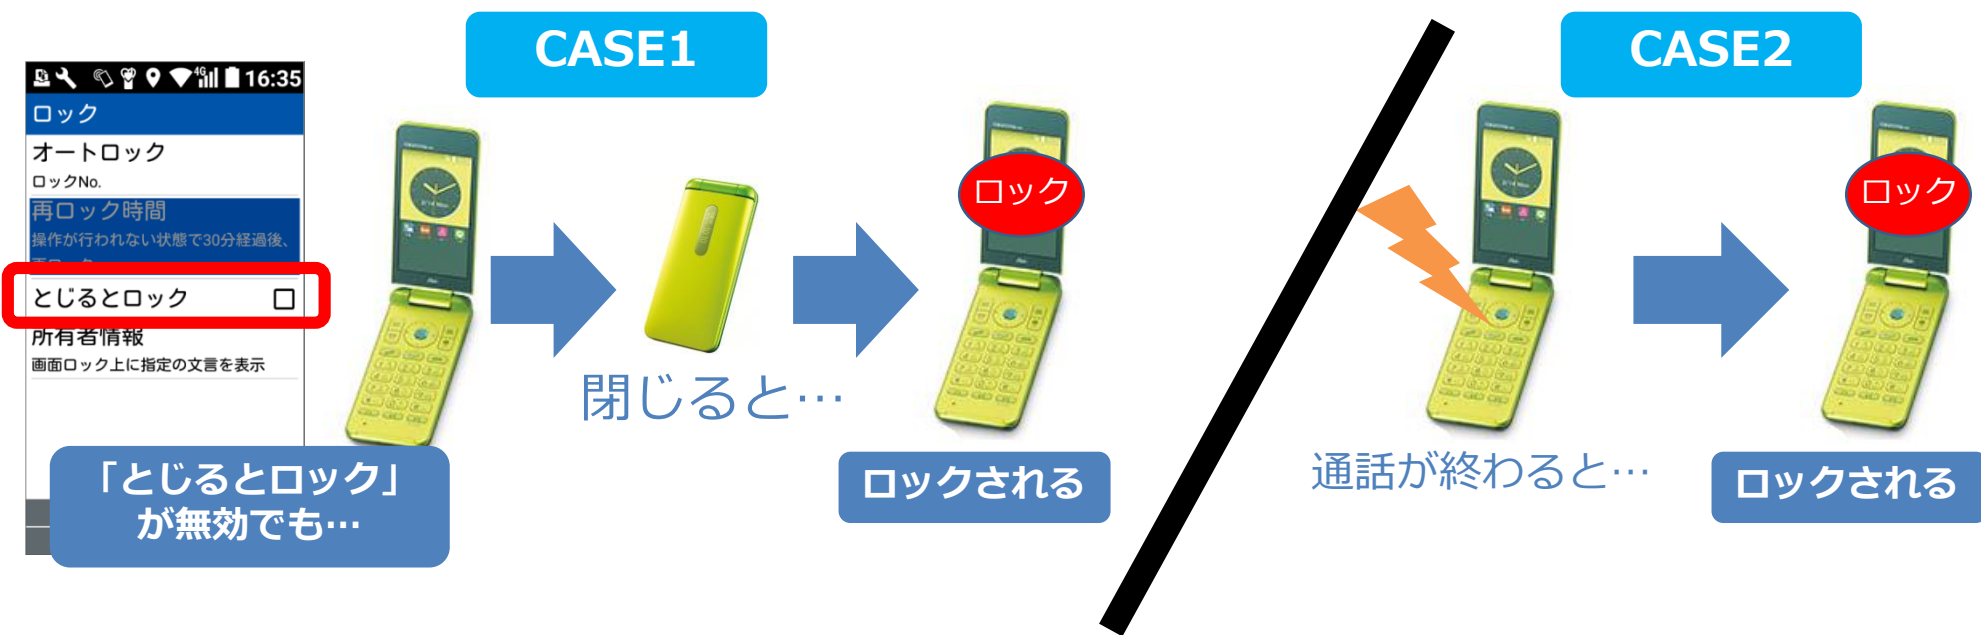 CASE1
16:35
ロック
オートロック
ロックNo.
再ロック時間
操作が行われない状態で30分経過後、
とじるとロック
所有者情報
画面ロック上に指定の文言を表示
「とじるとロック」
が無効でも…
閉じると…
ロック
ロックされる
CASE2
通話が終わると…
ロック
ロックされる